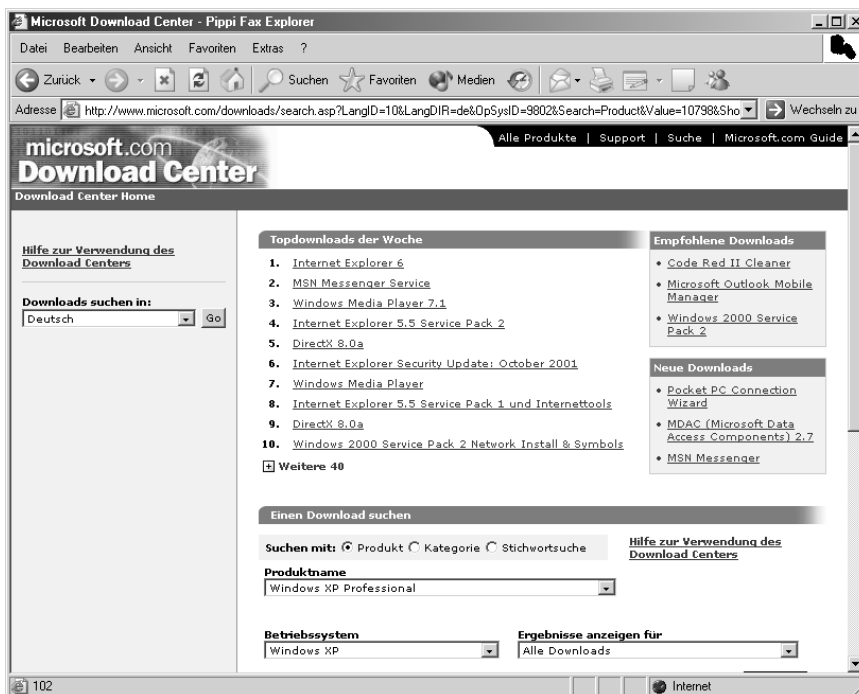 Microsoft Download Center - Pippi Fax Explorer
Datei Bearbeiten Ansicht Favoriten Extras ?
Zurück Suchen Favoriten Medien
Adresse http://www.microsoft.com/downloads/search.asp?LangID=10&LangDIR=de&OpSysID=9802&Search=Product&Value=10798&Sho Wechseln zu
microsoft.com
Download Center
Alle Produkte | Support | Suche | Microsoft.com Guide
Download Center Home
Hilfe zur Verwendung des
Download Centers
Downloads suchen in:
Deutsch Go
Topdownloads der Woche
1. Internet Explorer 6
2. MSN Messenger Service
3. Windows Media Player 7.1
4. Internet Explorer 5.5 Service Pack 2
5. DirectX 8.0a
6. Internet Explorer Security Update: October 2001
7. Windows Media Player
8. Internet Explorer 5.5 Service Pack 1 und Internettools
9. DirectX 8.0a
10. Windows 2000 Service Pack 2 Network Install & Symbols
Weitere 40
Empfohlene Downloads
• Code Red II Cleaner
• Microsoft Outlook Mobile
Manager
• Windows 2000 Service
Pack 2
Neue Downloads
• Pocket PC Connection
Wizard
• MDAC (Microsoft Data
Access Components) 2.7
• MSN Messenger
Einen Download suchen
Suchen mit: Produkt Kategorie Stichwortsuche
Hilfe zur Verwendung des
Download Centers
Produktname
Windows XP Professional
Betriebssystem Ergebnisse anzeigen für
Windows XP Alle Downloads
102 Internet